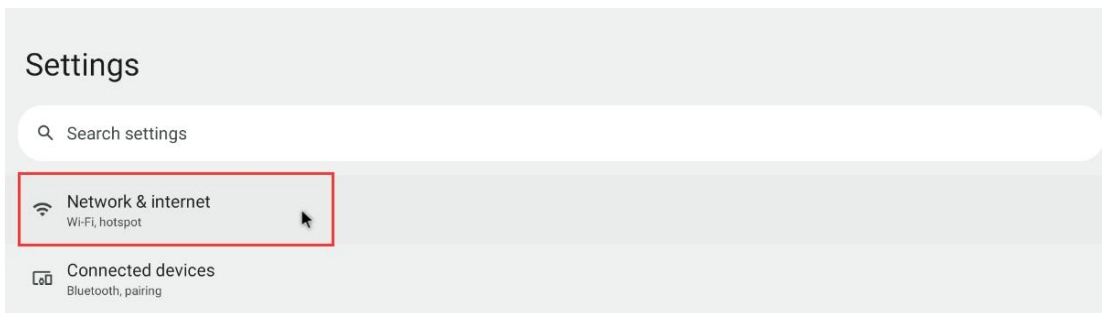 Settings
Search settings
Network & internet
Wi-Fi, hotspot
Connected devices
Bluetooth, pairing